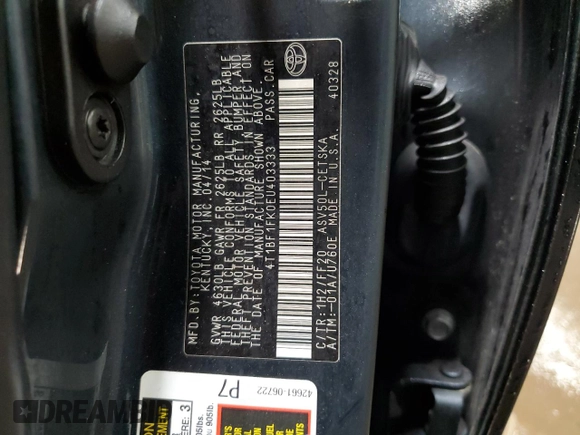 MFD. BY: TOYOTA MOTOR MANUFACTURING,
KENTUCKY, INC. 04/14
GVWR 4630LB GAWR FR 2625LB RR 2625LB
THIS VEHICLE CONFORMS TO ALL APPLICABLE
FEDERAL MOTOR VEHICLE SAFETY, BUMPER, AND
THEFT PREVENTION STANDARDS IN EFFECT ON
THE DATE OF MANUFACTURE SHOWN ABOVE.
4T1BF1FK0EU403333 PASS.CAR
C/TR: 1H2/FF20 ASV50L-CETSKA
A/TM: -01A/U760E MADE IN U.S.A. 40328
42661-06722
P7
ERE: 3
DREAMERIDE